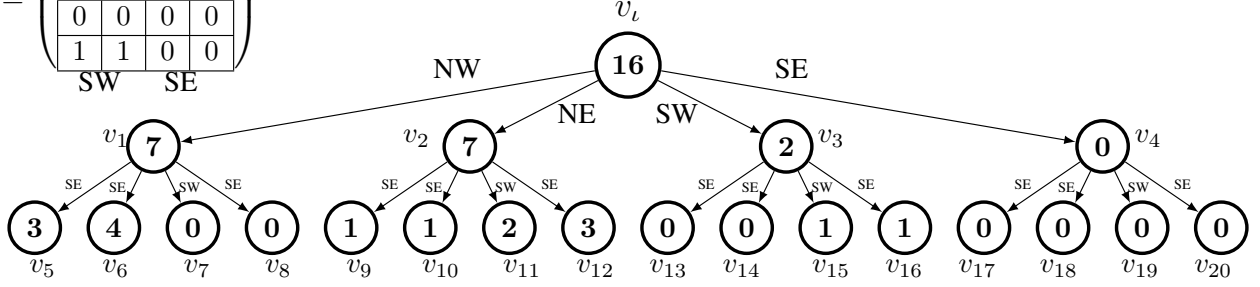 =
0 0 0 0
1 1 0 0
SW SE
v_ι
16
NW NE SW SE
v_1 7 v_2 7 2 v_3 0 v_4
SE SE SW SE SE SE SW SE SE SE SW SE SE SE SW SE
3 4 0 0 1 1 2 3 0 0 1 1 0 0 0 0
v_5 v_6 v_7 v_8 v_9 v_10 v_11 v_12 v_13 v_14 v_15 v_16 v_17 v_18 v_19 v_20